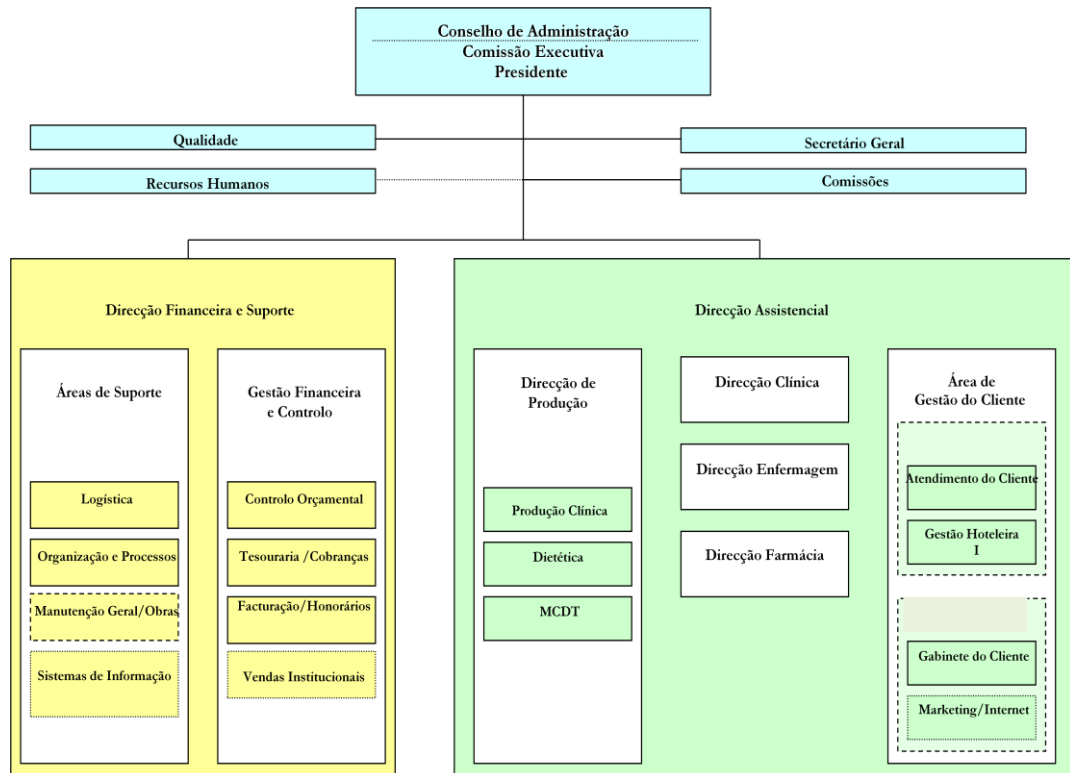 Conselho de Administração
Comissão Executiva
Presidente
Qualidade
Secretário Geral
Recursos Humanos
Comissões
Direcção Financeira e Suporte
Áreas de Suporte
Logística
Organização e Processos
Manutenção Geral/Obras
Sistemas de Informação
Gestão Financeira
e Controlo
Controlo Orçamental
Tesouraria /Cobranças
Facturação/Honorários
Vendas Institucionais
Direcção Assistencial
Direcção de
Produção
Produção Clínica
Dietética
MCDT
Direcção Clínica
Direcção Enfermagem
Direcção Farmácia
Área de
Gestão do Cliente
Atendimento do Cliente
Gestão Hoteleira
I
Gabinete do Cliente
Marketing/Internet